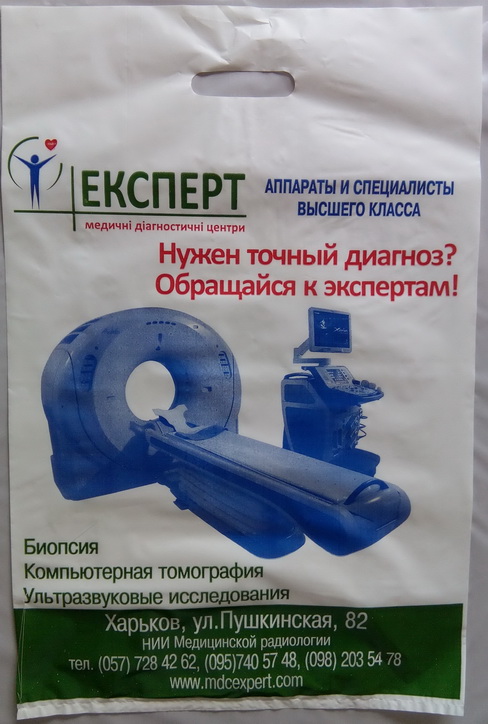 ЕКСПЕРТ
медичні діагностичні центри
АППАРАТЫ И СПЕЦИАЛИСТЫ
ВЫСШЕГО КЛАССА
Нужен точный диагноз?
Обращайся к экспертам!
Биопсия
Компьютерная томография
Ультразвуковые исследования
Харьков, ул.Пушкинская, 82
НИИ Медицинской радиологии
тел. (057) 728 42 62, (095)740 57 48, (098) 203 54 78
www.mdcexpert.com